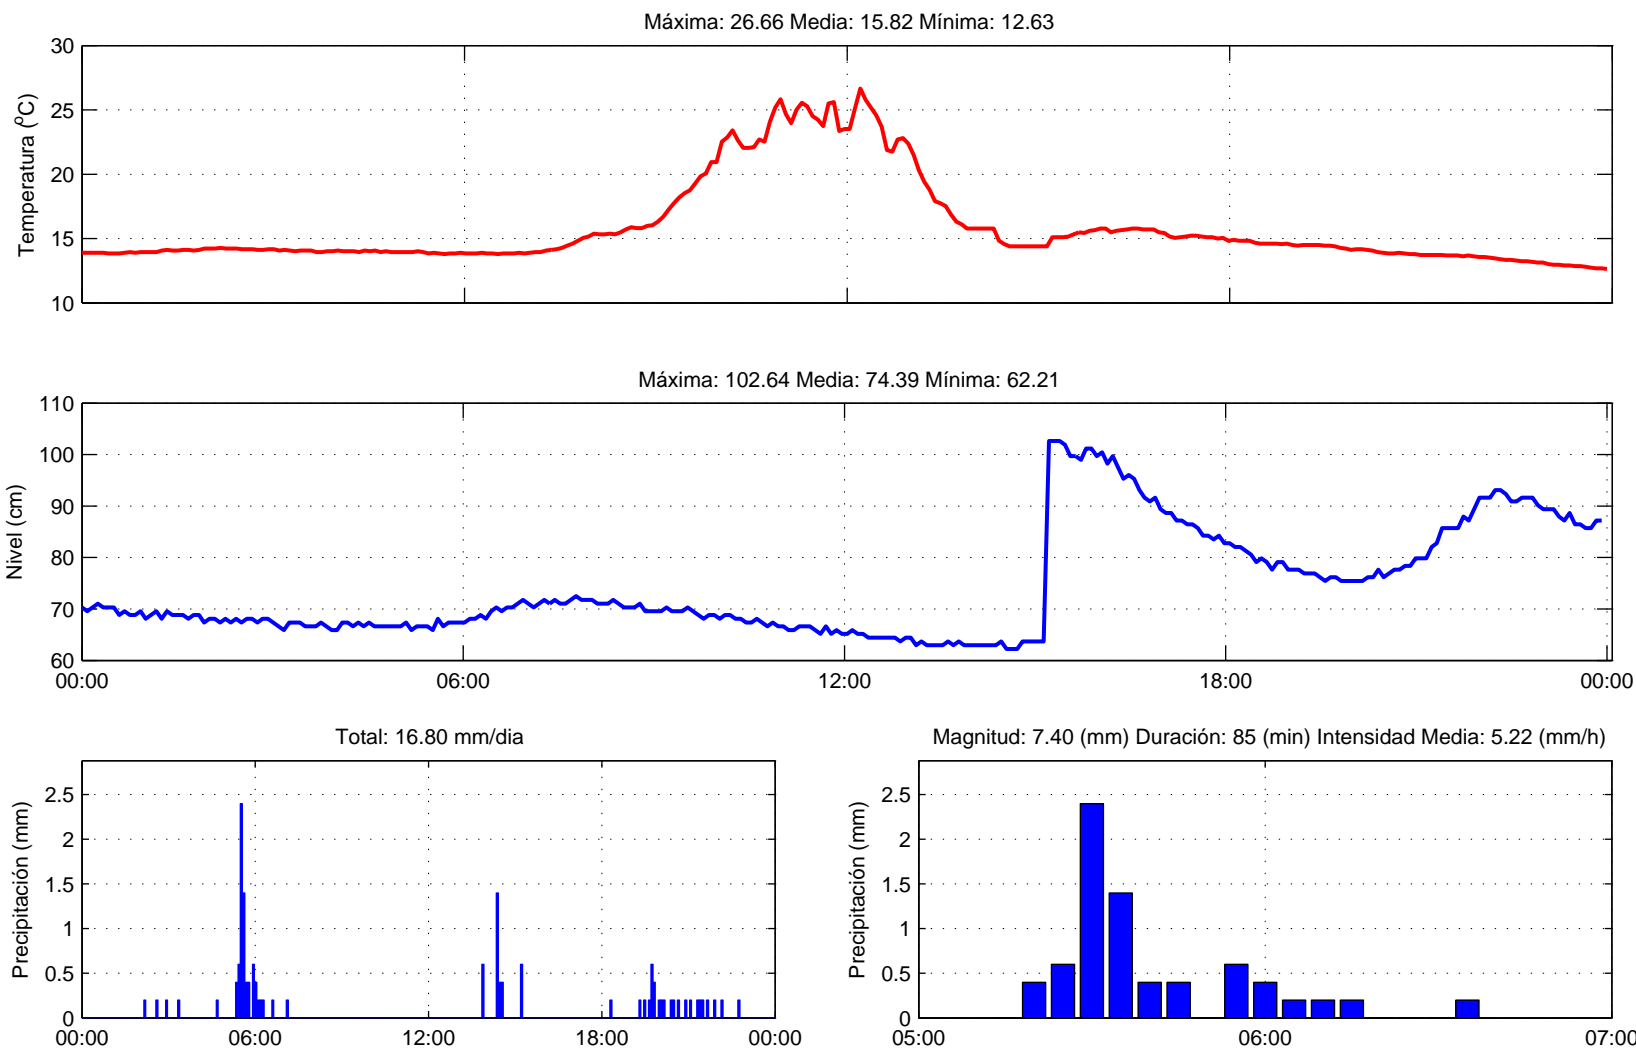 Máxima: 26.66 Media: 15.82 Mínima: 12.63
30
25
20
15
10
Temperatura (ºC)
Máxima: 102.64 Media: 74.39 Mínima: 62.21
110
100
90
80
70
60
Nivel (cm)
00:00 06:00 12:00 18:00 00:00
Total: 16.80 mm/dia
2.5
2
1.5
1
0.5
0
Precipitación (mm)
00:00 06:00 12:00 18:00 00:00
Magnitud: 7.40 (mm) Duración: 85 (min) Intensidad Media: 5.22 (mm/h)
2.5
2
1.5
1
0.5
0
Precipitación (mm)
05:00 06:00 07:00